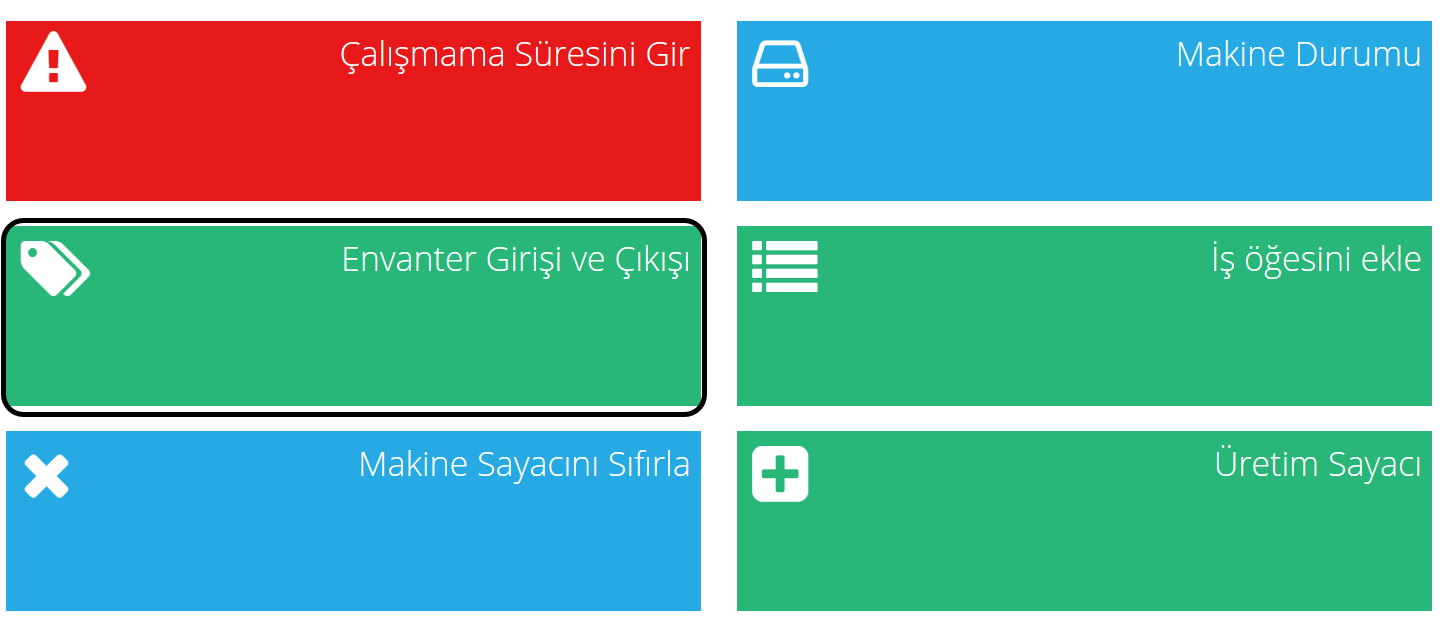 Çalışmama Süresini Gir
Makine Durumu
Envanter Girişi ve Çıkışı
İş öğesini ekle
Makine Sayacını Sıfırla
Üretim Sayacı